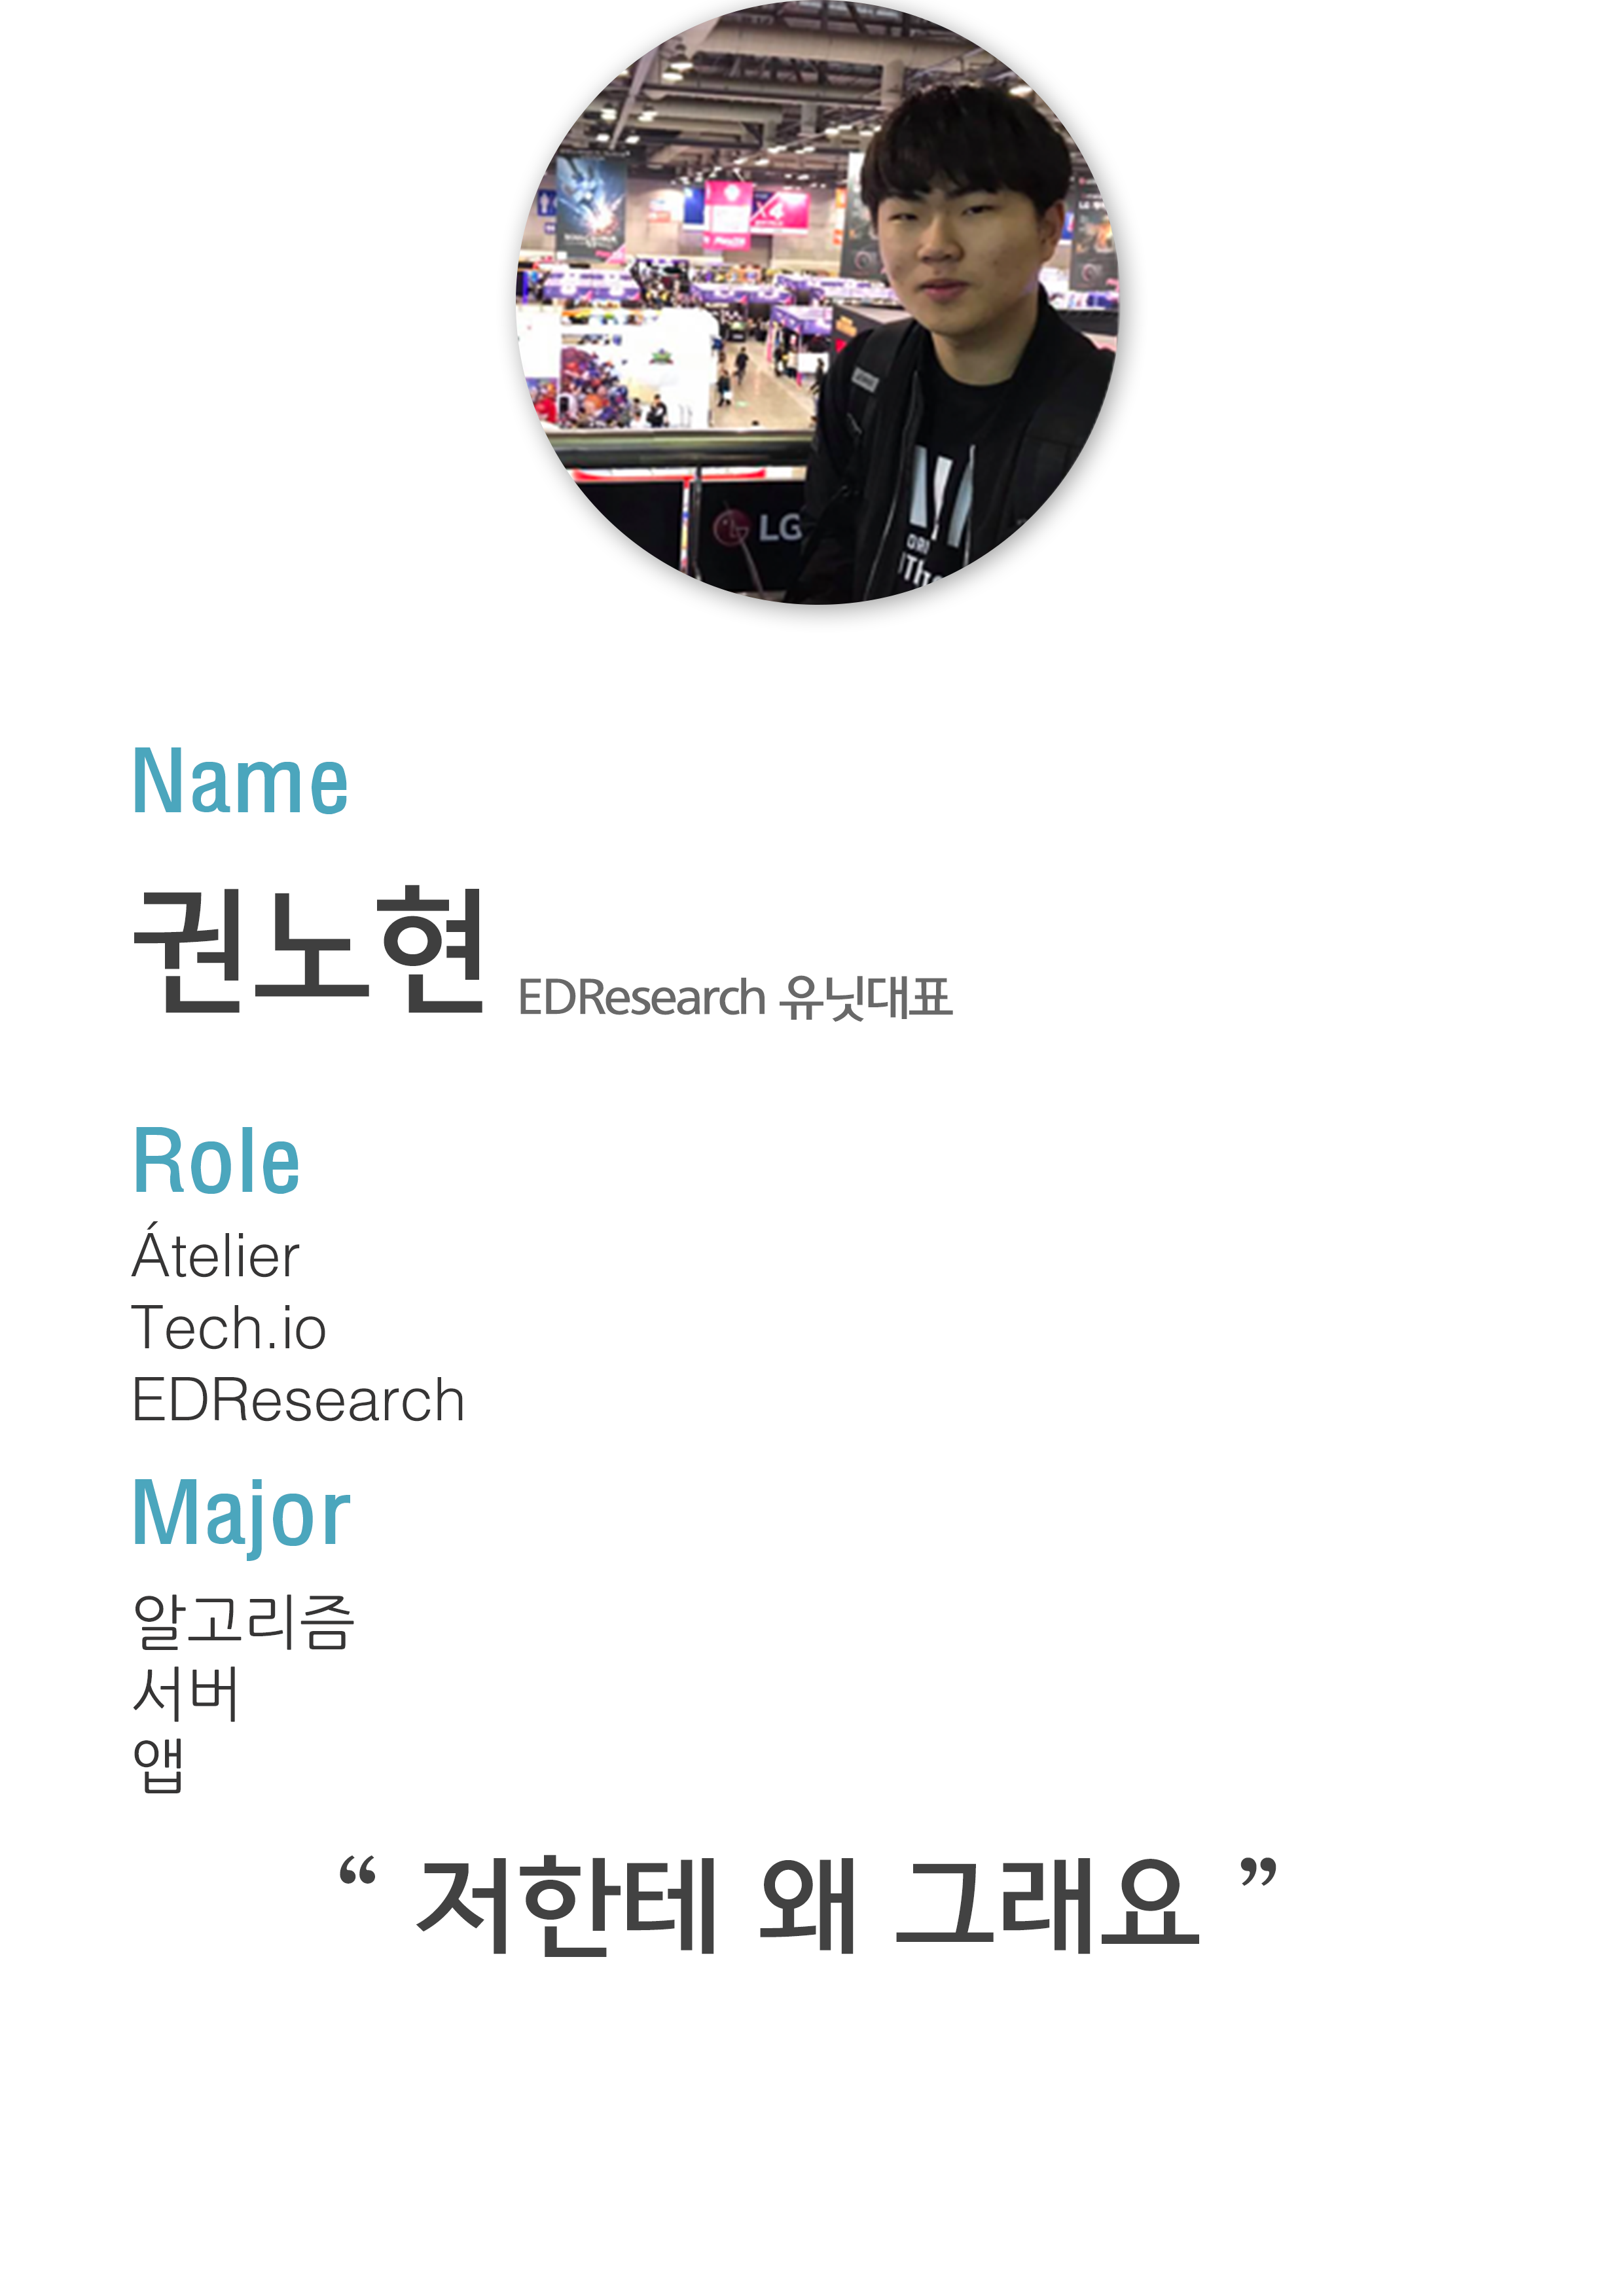 LG
Name
권노현 EDResearch 유닛대표
Role
Átelier
Tech.io
EDResearch
Major
알고리즘
서버
앱
“ 저한테 왜 그래요 ”